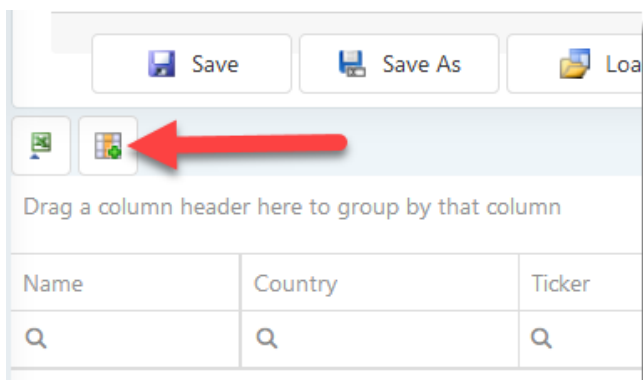 Save Save As Loa
Drag a column header here to group by that column
Name Country Ticker